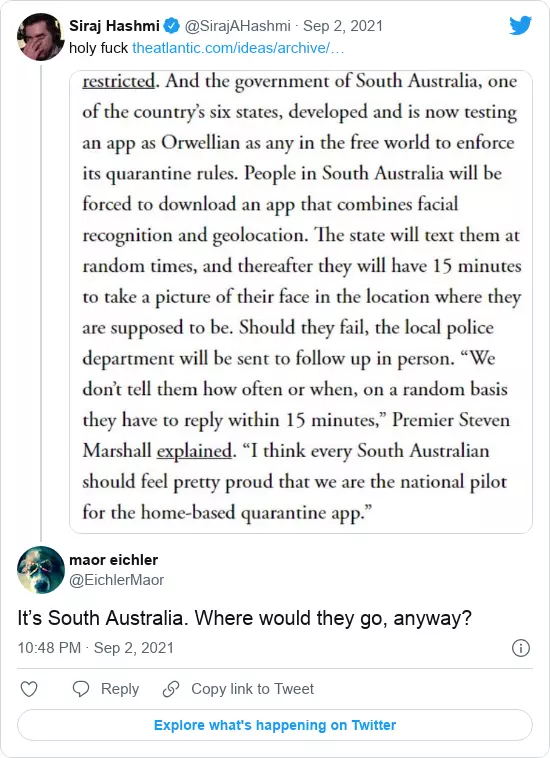 Siraj Hashmi @SirajAHashmi · Sep 2, 2021
holy fuck theatlantic.com/ideas/archive/…
restricted. And the government of South Australia, one
of the country’s six states, developed and is now testing
an app as Orwellian as any in the free world to enforce
its quarantine rules. People in South Australia will be
forced to download an app that combines facial
recognition and geolocation. The state will text them at
random times, and thereafter they will have 15 minutes
to take a picture of their face in the location where they
are supposed to be. Should they fail, the local police
department will be sent to follow up in person. “We
don’t tell them how often or when, on a random basis
they have to reply within 15 minutes,” Premier Steven
Marshall explained. “I think every South Australian
should feel pretty proud that we are the national pilot
for the home-based quarantine app.”
maor eichler
@EichlerMaor
It’s South Australia. Where would they go, anyway?
10:48 PM · Sep 2, 2021
Reply Copy link to Tweet
Explore what's happening on Twitter